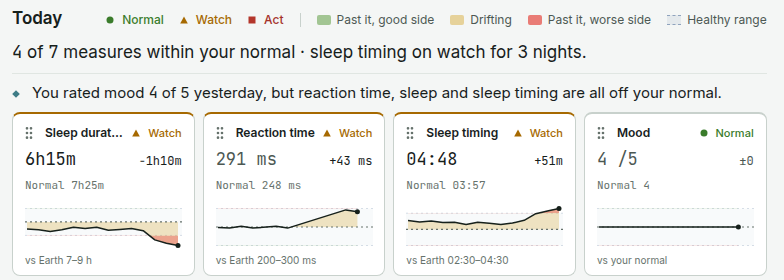 Today Normal Watch Act Past it, good side Drifting Past it, worse side Healthy range
4 of 7 measures within your normal · sleep timing on watch for 3 nights.
You rated mood 4 of 5 yesterday, but reaction time, sleep and sleep timing are all off your normal.
Sleep durat... Watch
6h15m -1h10m
Normal 7h25m
vs Earth 7–9 h
Reaction time Watch
291 ms +43 ms
Normal 248 ms
vs Earth 200–300 ms
Sleep timing Watch
04:48 +51m
Normal 03:57
vs Earth 02:30–04:30
Mood Normal
4 /5 ±0
Normal 4
vs your normal